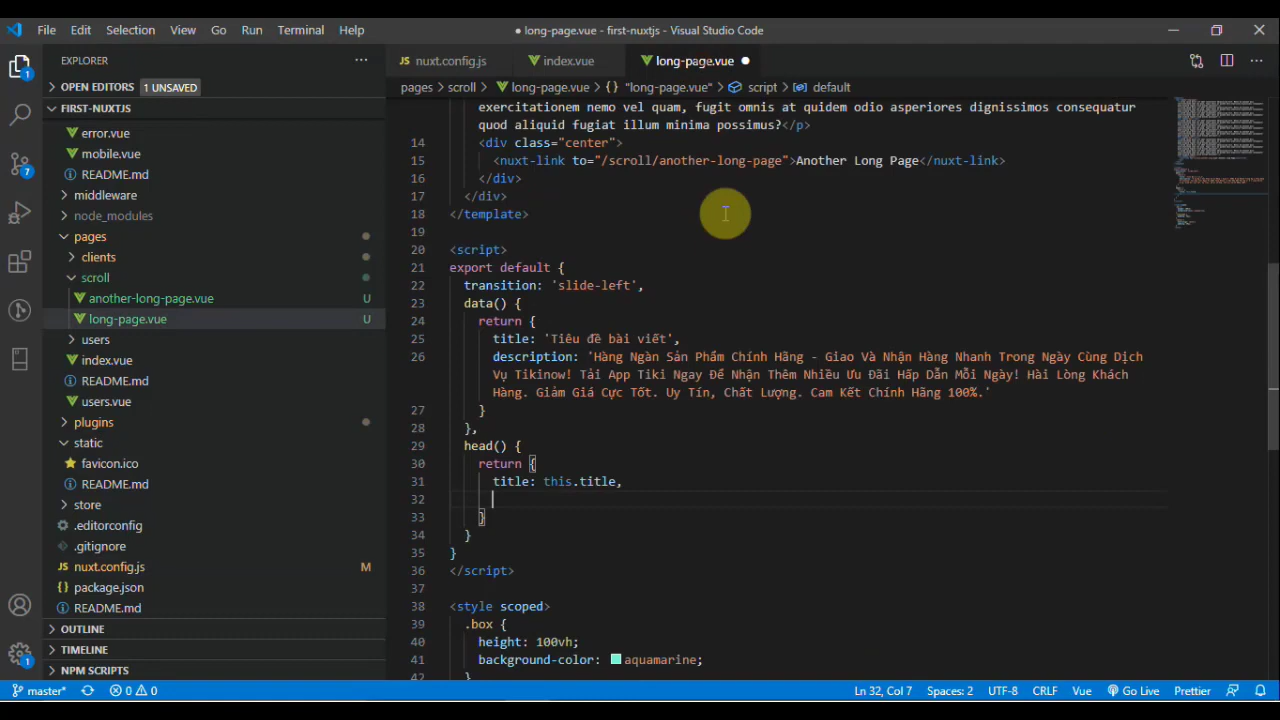 File Edit Selection View Go Run Terminal Help
● long-page.vue - first-nuxtjs - Visual Studio Code
EXPLORER
OPEN EDITORS 1 UNSAVED
FIRST-NUXTJS
error.vue
mobile.vue
README.md
middleware
node_modules
pages
clients
scroll
another-long-page.vue U
long-page.vue U
users
index.vue
README.md
users.vue
plugins
static
favicon.ico
README.md
store
.editorconfig
.gitignore
nuxt.config.js M
package.json
README.md
OUTLINE
TIMELINE
NPM SCRIPTS
1
7
1
JS nuxt.config.js index.vue long-page.vue ●
pages > scroll > long-page.vue > {} "long-page.vue" > script > default
exercitationem nemo vel quam, fugit omnis at quidem odio asperiores dignissimos consequatur
quod aliquid fugiat illum minima possimus?</p>
14 <div class="center">
15 <nuxt-link to="/scroll/another-long-page">Another Long Page</nuxt-link>
16 </div>
17 </div>
18 </template>
19
20 <script>
21 export default {
22 transition: 'slide-left',
23 data() {
24 return {
25 title: 'Tiêu đề bài viết',
26 description: 'Hàng Ngàn Sản Phẩm Chính Hãng - Giao Và Nhận Hàng Nhanh Trong Ngày Cùng Dịch
Vụ Tikinow! Tải App Tiki Ngay Để Nhận Thêm Nhiều Ưu Đãi Hấp Dẫn Mỗi Ngày! Hài Lòng Khách
Hàng. Giảm Giá Cực Tốt. Uy Tín, Chất Lượng. Cam Kết Chính Hãng 100%.'
27 }
28 },
29 head() {
30 return {
31 title: this.title,
32
33 }
34 }
35 }
36 </script>
37
38 <style scoped>
39 .box {
40 height: 100vh;
41 background-color: aquamarine;
42 }
master* 0 0 Ln 32, Col 7 Spaces: 2 UTF-8 CRLF Vue Go Live Prettier